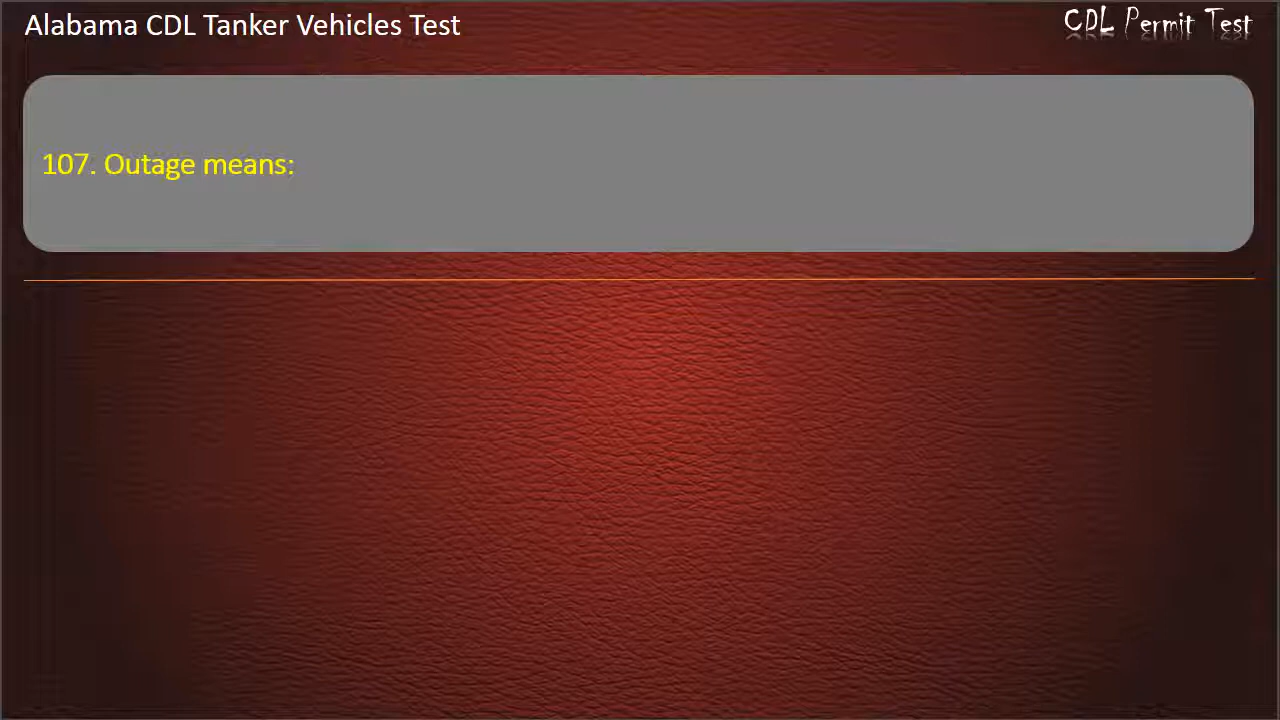 Alabama CDL Tanker Vehicles Test
CDL Permit Test
107. Outage means: